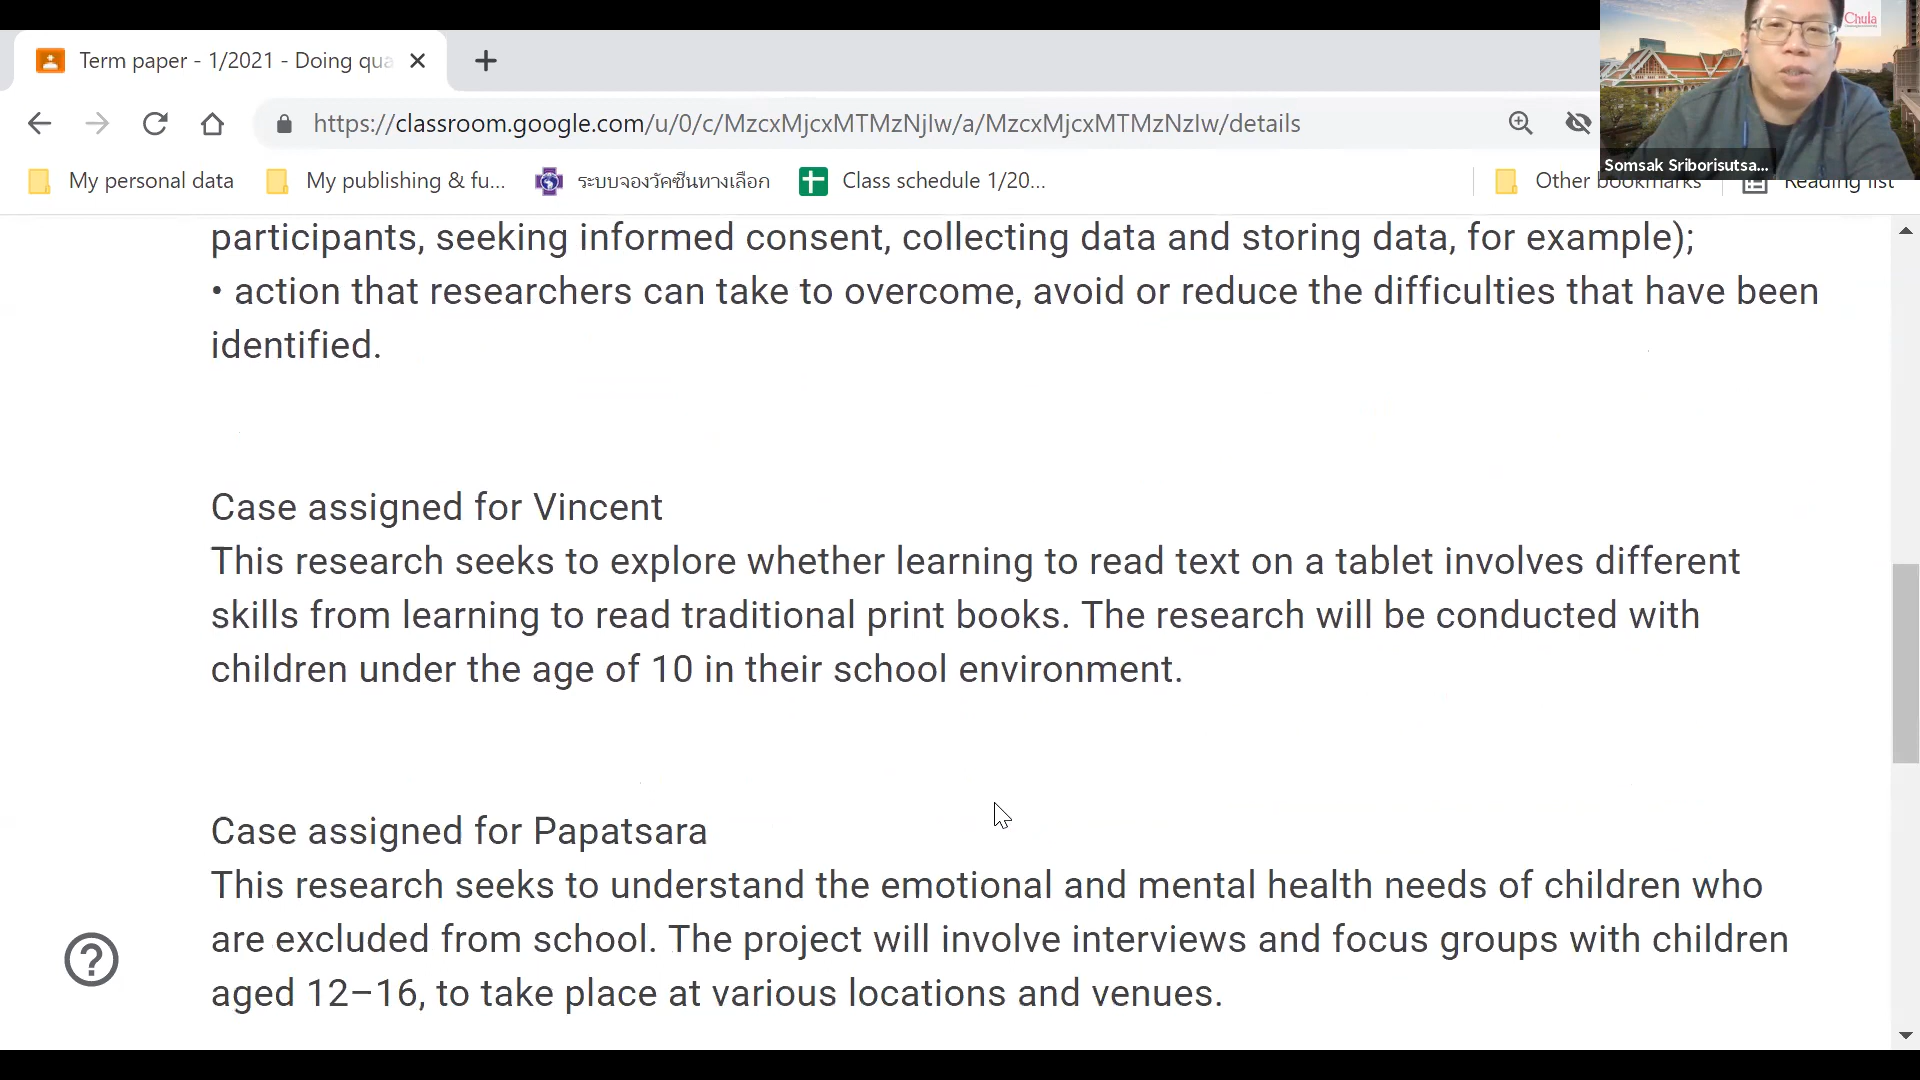 Term paper - 1/2021 - Doing qua
Chula
https://classroom.google.com/u/0/c/MzcxMjcxMTMzNjIw/a/MzcxMjcxMTMzNzIw/details
Somsak Sriborisutsa...
My personal data
My publishing & fu...
ระบบจองวัคซีนทางเลือก
Class schedule 1/20...
Other bookmarks
Reading list
participants, seeking informed consent, collecting data and storing data, for example);
• action that researchers can take to overcome, avoid or reduce the difficulties that have been
identified.
Case assigned for Vincent
This research seeks to explore whether learning to read text on a tablet involves different
skills from learning to read traditional print books. The research will be conducted with
children under the age of 10 in their school environment.
Case assigned for Papatsara
This research seeks to understand the emotional and mental health needs of children who
are excluded from school. The project will involve interviews and focus groups with children
aged 12–16, to take place at various locations and venues.